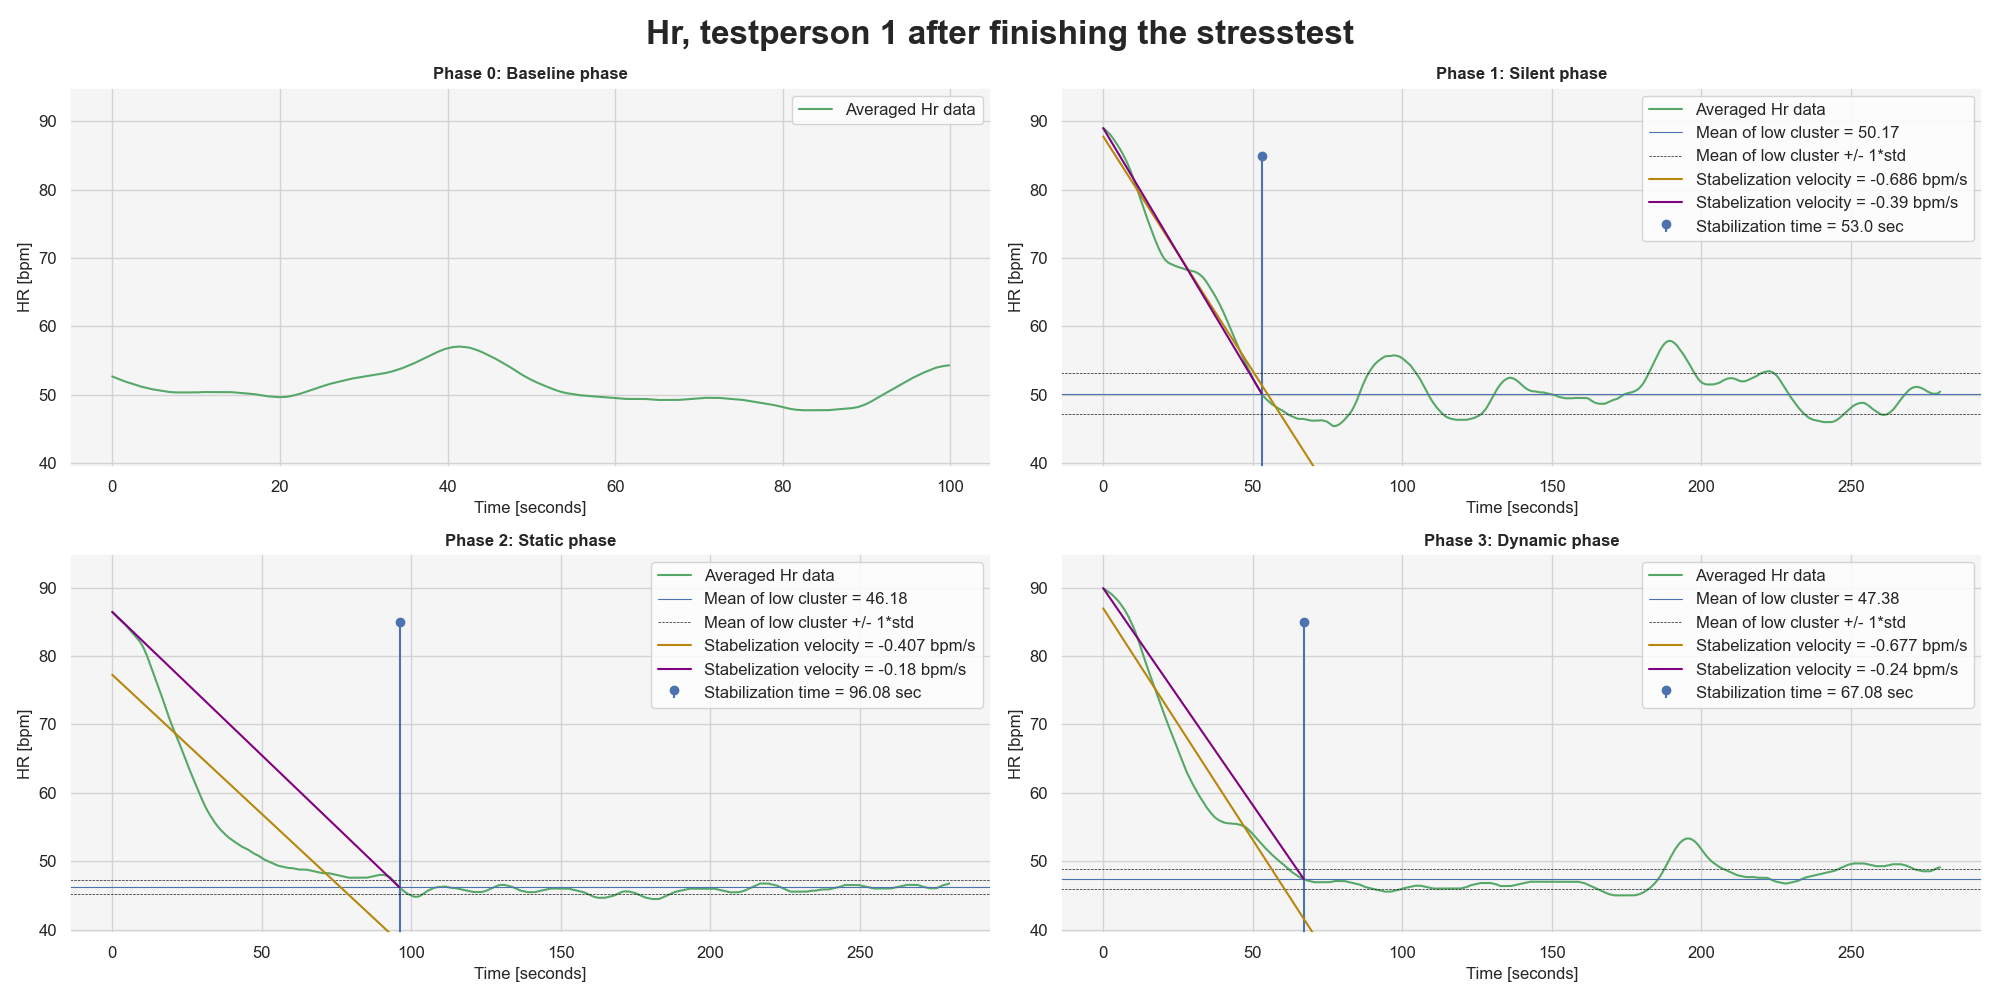 Hr, testperson 1 after finishing the stresstest
Phase 0: Baseline phase
Averaged Hr data
90
80
70
60
50
40
HR [bpm]
0 20 40 60 80 100
Time [seconds]
Phase 1: Silent phase
Averaged Hr data
Mean of low cluster = 50.17
Mean of low cluster +/- 1*std
Stabelization velocity = -0.686 bpm/s
Stabelization velocity = -0.39 bpm/s
Stabilization time = 53.0 sec
90
80
70
60
50
40
HR [bpm]
0 50 100 150 200 250
Time [seconds]
Phase 2: Static phase
Averaged Hr data
Mean of low cluster = 46.18
Mean of low cluster +/- 1*std
Stabelization velocity = -0.407 bpm/s
Stabelization velocity = -0.18 bpm/s
Stabilization time = 96.08 sec
90
80
70
60
50
40
HR [bpm]
0 50 100 150 200 250
Time [seconds]
Phase 3: Dynamic phase
Averaged Hr data
Mean of low cluster = 47.38
Mean of low cluster +/- 1*std
Stabelization velocity = -0.677 bpm/s
Stabelization velocity = -0.24 bpm/s
Stabilization time = 67.08 sec
90
80
70
60
50
40
HR [bpm]
0 50 100 150 200 250
Time [seconds]